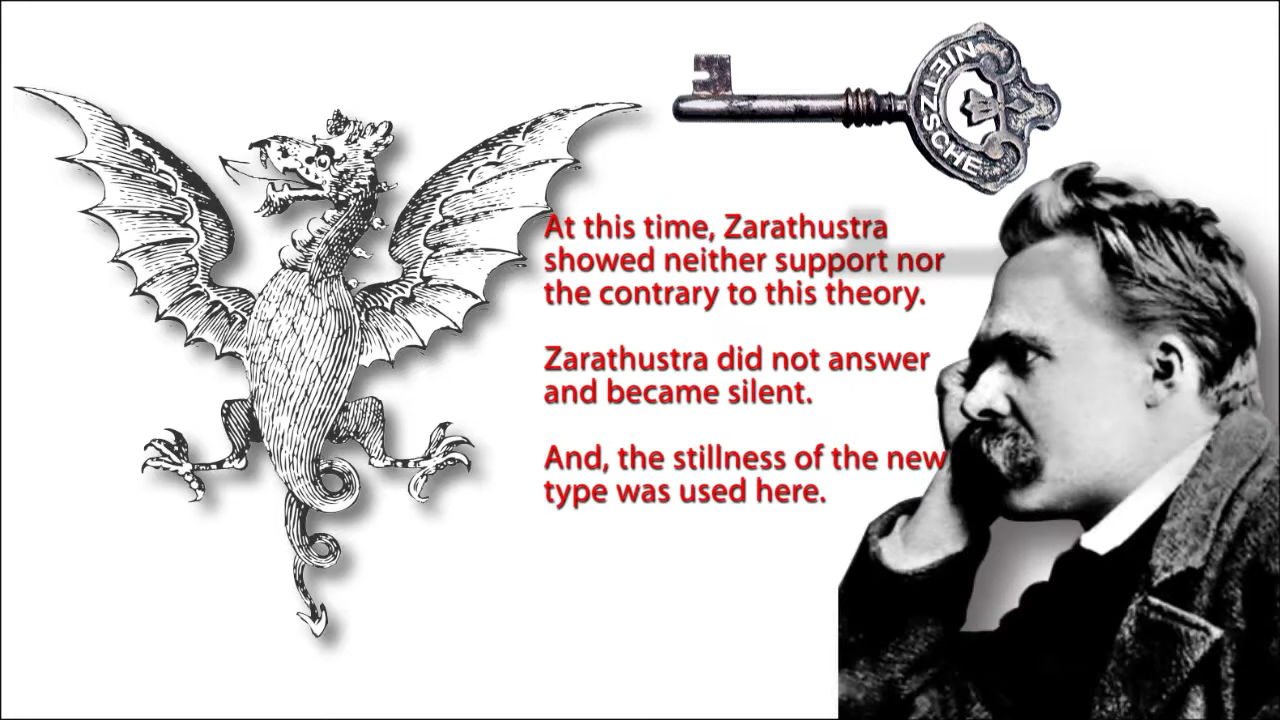 NIETZSCHE
At this time, Zarathustra
showed neither support nor
the contrary to this theory.
Zarathustra did not answer
and became silent.
And, the stillness of the new
type was used here.